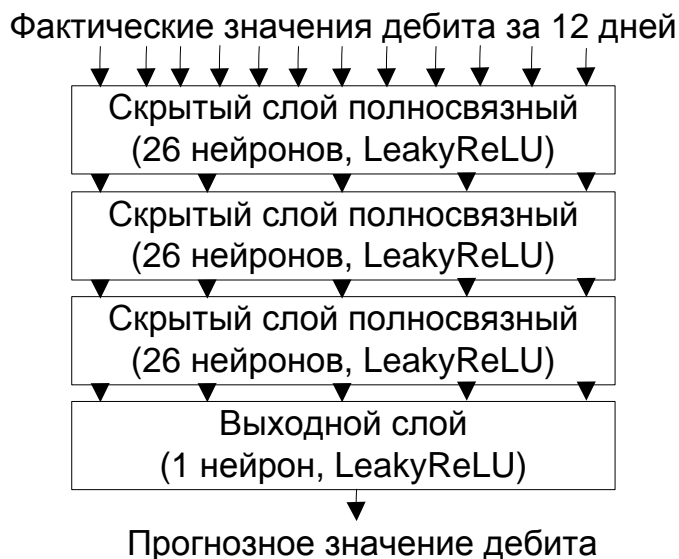 Фактические значения дебита за 12 дней
Скрытый слой полносвязный
(26 нейронов, LeakyReLU)
Скрытый слой полносвязный
(26 нейронов, LeakyReLU)
Скрытый слой полносвязный
(26 нейронов, LeakyReLU)
Выходной слой
(1 нейрон, LeakyReLU)
Прогнозное значение дебита